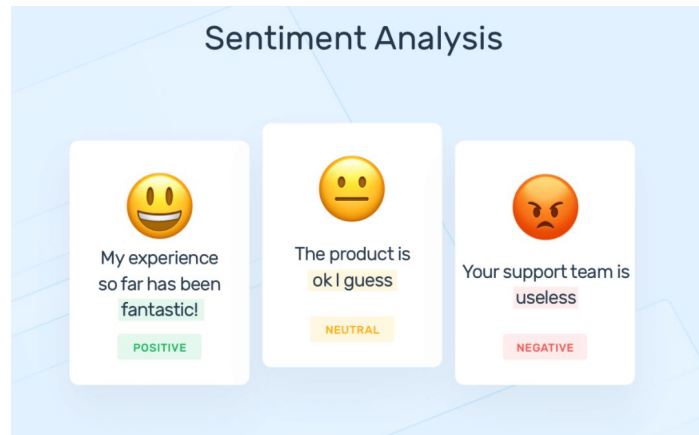 Sentiment Analysis
My experience
so far has been
fantastic!
POSITIVE
The product is
ok I guess
NEUTRAL
Your support team is
useless
NEGATIVE